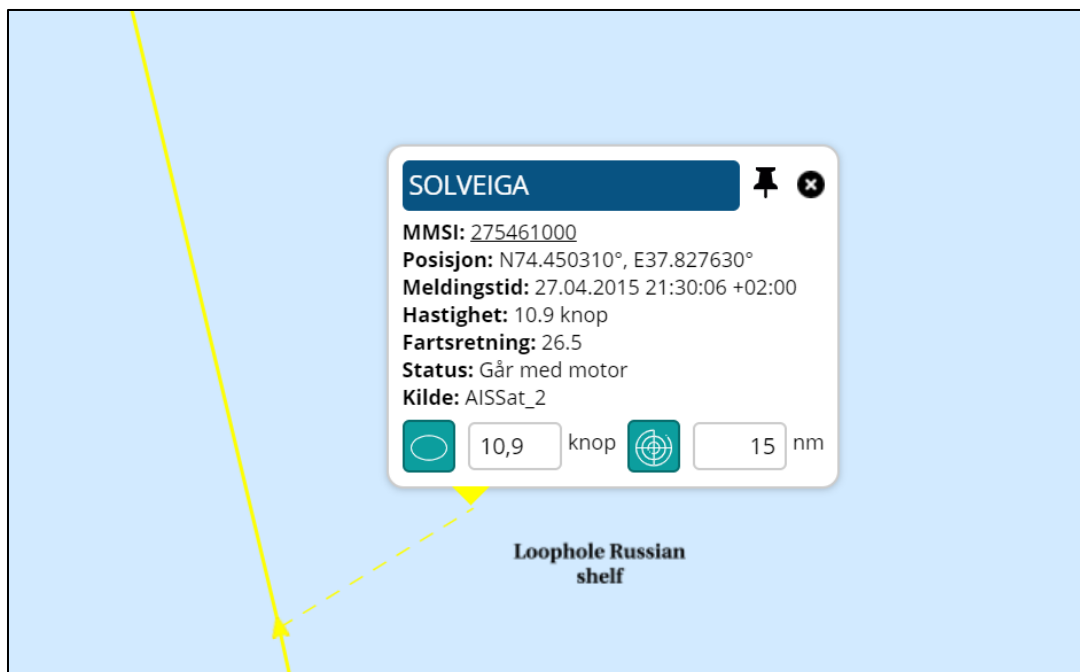 SOLVEIGA
MMSI: 275461000
Posisjon: N74.450310°, E37.827630°
Meldingstid: 27.04.2015 21:30:06 +02:00
Hastighet: 10.9 knop
Fartsretning: 26.5
Status: Går med motor
Kilde: AISSat_2
10,9 knop 15 nm
Loophole Russian
shelf